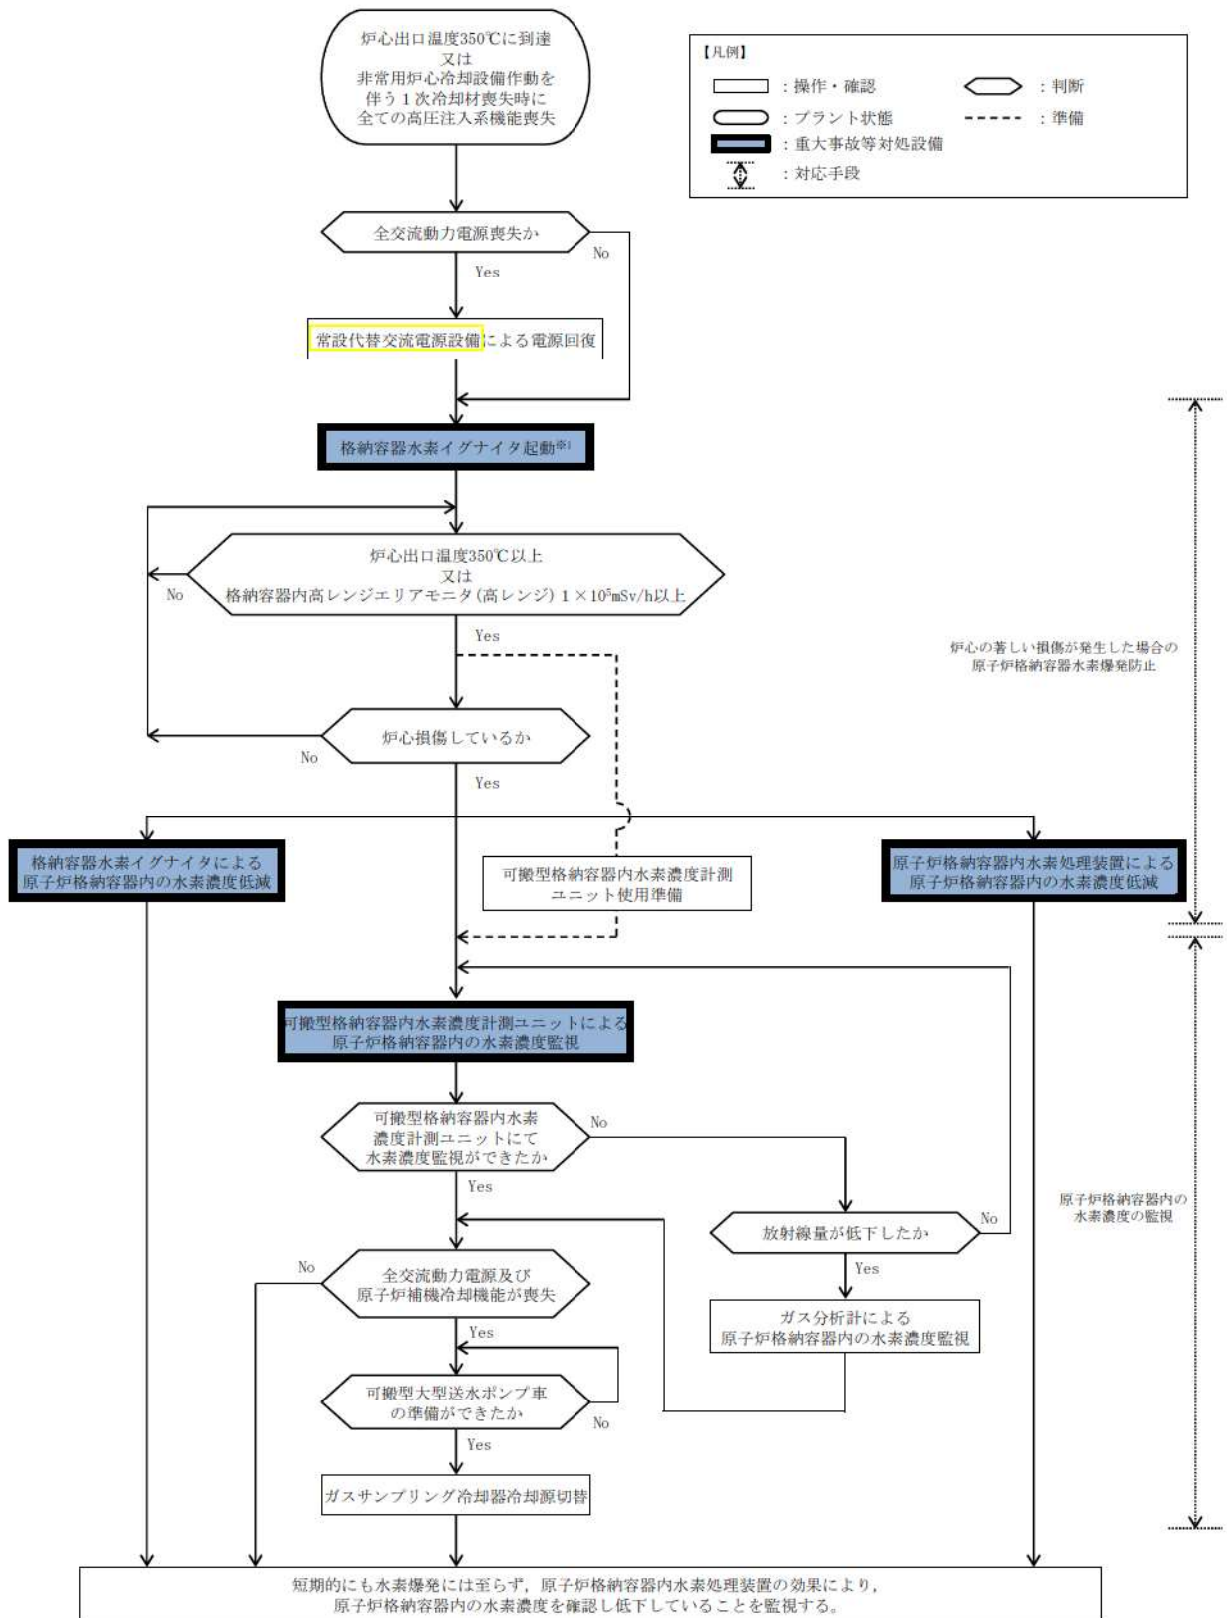 炉心出口温度350℃に到達
又は
非常用炉心冷却設備作動を
伴う1次冷却材喪失時に
全ての高圧注入系機能喪失
【凡例】
：操作・確認
：判断
：プラント状態
：準備
：重大事故等対処設備
：対応手段
全交流動力電源喪失か
No
Yes
常設代替交流電源設備による電源回復
格納容器水素イグナイタ起動※1
炉心出口温度350℃以上
又は
格納容器内高レンジエリアモニタ(高レンジ)1×10⁵mSv/h以上
No
Yes
炉心の著しい損傷が発生した場合の
原子炉格納容器水素爆発防止
炉心損傷しているか
No
Yes
格納容器水素イグナイタによる
原子炉格納容器内の水素濃度低減
可搬型格納容器内水素濃度計測
ユニット使用準備
原子炉格納容器内水素処理装置による
原子炉格納容器内の水素濃度低減
可搬型格納容器内水素濃度計測ユニットによる
原子炉格納容器内の水素濃度監視
可搬型格納容器内水素
濃度計測ユニットにて
水素濃度監視ができたか
No
Yes
原子炉格納容器内の
水素濃度の監視
放射線量が低下したか
No
Yes
全交流動力電源及び
原子炉補機冷却機能が喪失
No
Yes
ガス分析計による
原子炉格納容器内の水素濃度監視
可搬型大型送水ポンプ車
の準備ができたか
No
Yes
ガスサンプリング冷却器冷却源切替
短期的にも水素爆発には至らず，原子炉格納容器内水素処理装置の効果により，
原子炉格納容器内の水素濃度を確認し低下していることを監視する。